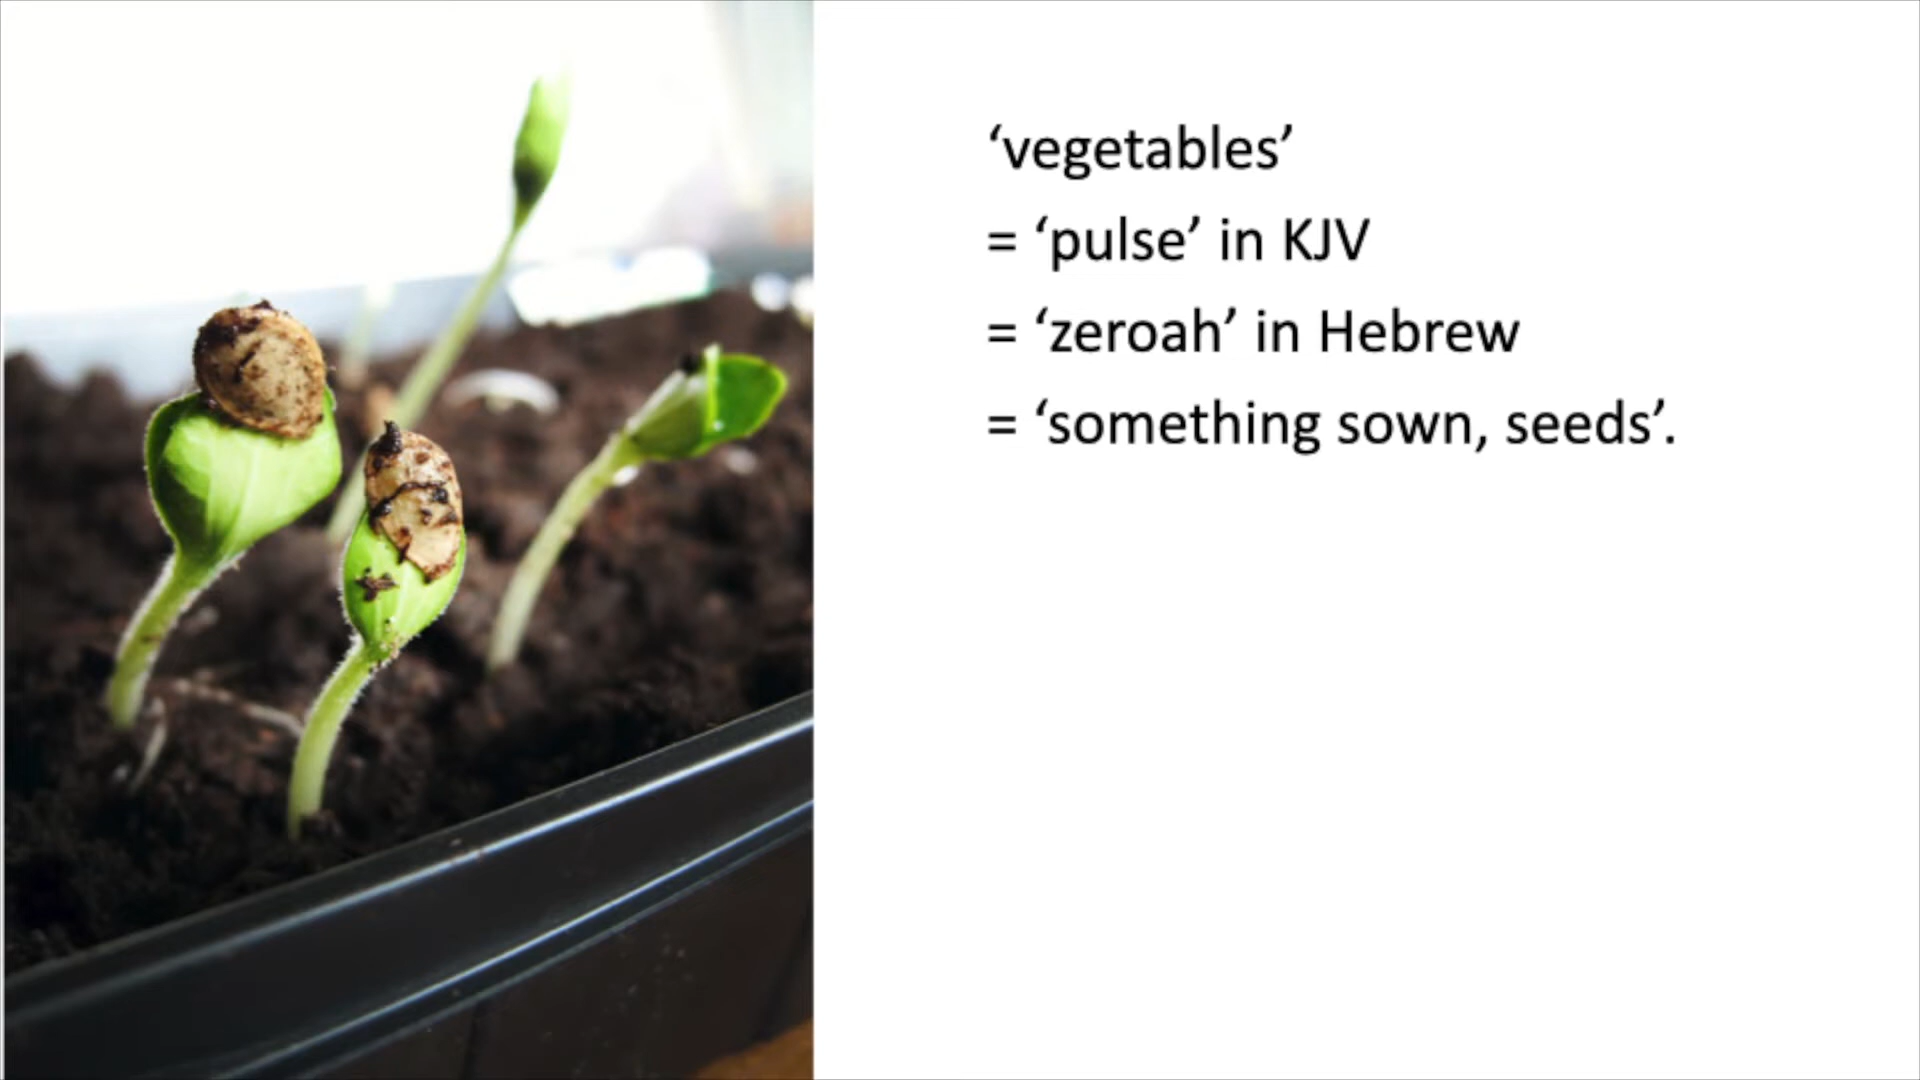 ‘vegetables’
= ‘pulse’ in KJV
= ‘zeroah’ in Hebrew
= ‘something sown, seeds’.